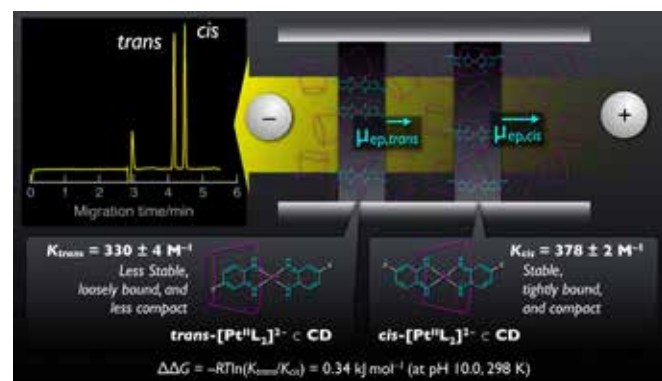 trans
cis
0 1 2 3 4 5 6
Migration time/min
−
+
μep,trans
μep,cis
Ktrans = 330 ± 4 M⁻¹
Less Stable,
loosely bound, and
less compact
trans-[PtᴵᴵL₂]²⁻ ⊂ CD
Kcis = 378 ± 2 M⁻¹
Stable,
tightly bound,
and compact
cis-[PtᴵᴵL₂]²⁻ ⊂ CD
ΔΔG = –RTln(Ktrans/Kcis) = 0.34 kJ mol⁻¹ (at pH 10.0, 298 K)